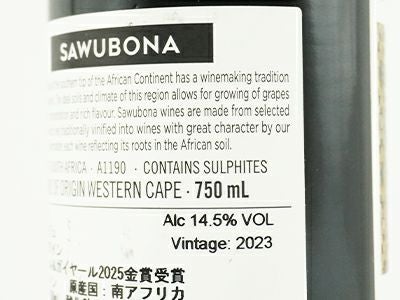 SAWUBONA
southern tip of the African Continent has a winemaking tradition
ideal soils and climate of this region allows for growing of grapes
and rich flavour. Sawubona wines are made from selected
traditionally vinified into wines with great character by our
each wine reflecting its roots in the African soil.
AFRICA · A1190 · CONTAINS SULPHITES
ORIGIN WESTERN CAPE · 750 mL
Alc 14.5% VOL
Vintage: 2023
ガイヤール2025金賞受賞
原産国：南アフリカ